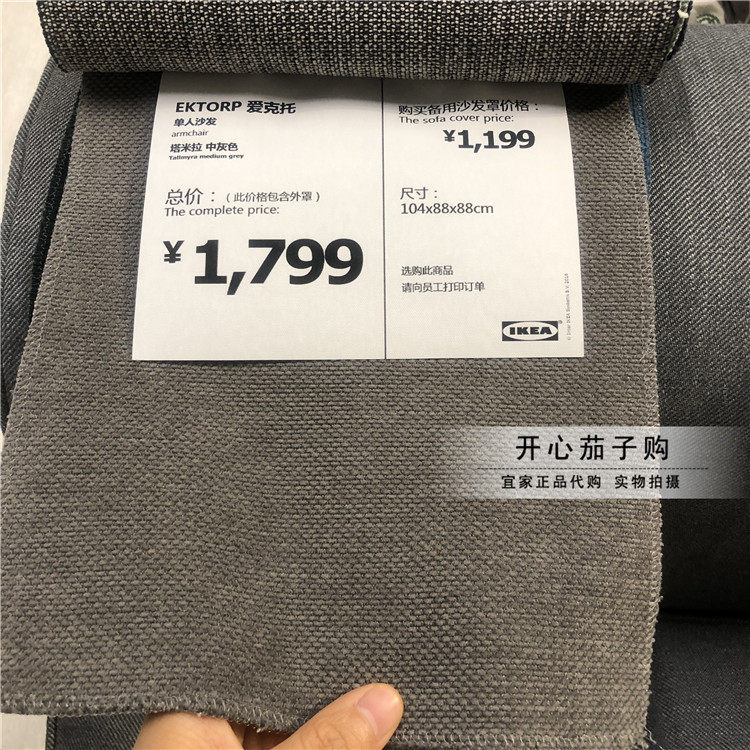 EKTORP 爱克托
单人沙发
armchair
塔米拉 中灰色
Tallmyra medium grey
总价：（此价格包含外罩）
The complete price:
¥1,799
购买备用沙发罩价格：
The sofa cover price:
¥1,199
尺寸：
104x88x88cm
选购此商品
请向员工打印订单
IKEA
© Inter IKEA Systems B.V. 2016
开心茄子购
宜家正品代购 实物拍摄